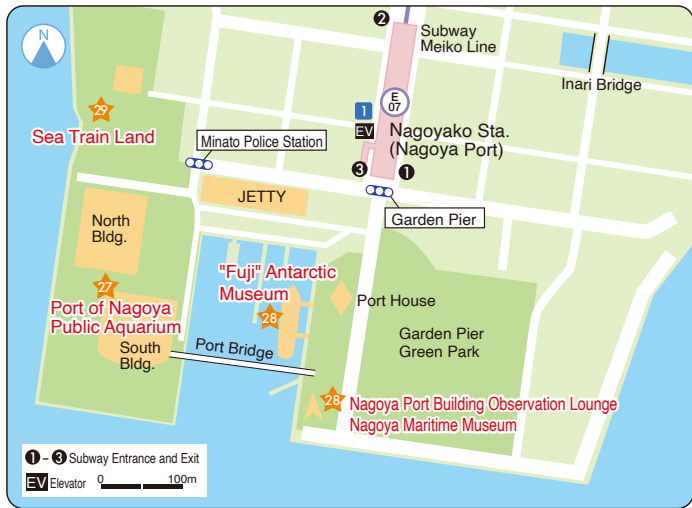 N
2
Subway
Meiko Line
Inari Bridge
E
07
1
EV
Nagoyako Sta.
(Nagoya Port)
3
1
29
Sea Train Land
Minato Police Station
JETTY
Garden Pier
North
Bldg.
27
Port of Nagoya
Public Aquarium
South
Bldg.
"Fuji" Antarctic
Museum
28
Port House
Port Bridge
Garden Pier
Green Park
28
Nagoya Port Building Observation Lounge
Nagoya Maritime Museum
1 – 3 Subway Entrance and Exit
EV Elevator 0 100m